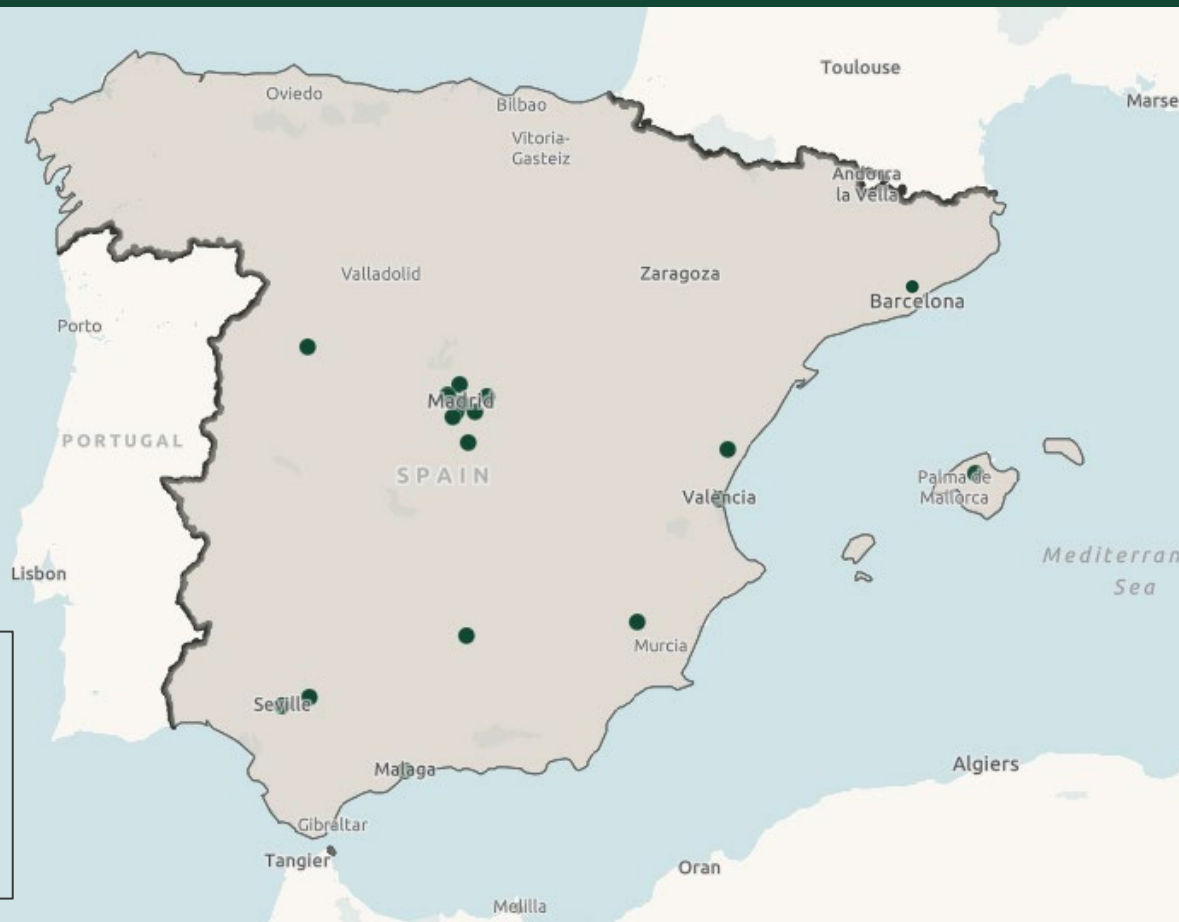 Toulouse
Oviedo
Bilbao
Marse
Vitoria-
Gasteiz
Andorra
la Vella
Valladolid
Zaragoza
Barcelona
Porto
Madrid
PORTUGAL
SPAIN
València
Palma de
Mallorca
Mediterran
Sea
Lisbon
Murcia
Seville
Malaga
Algiers
Gibraltar
Tangier
Oran
Melilla